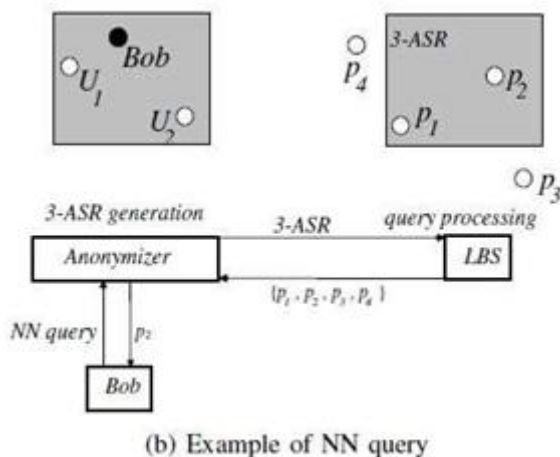 Bob
U1
U2
3-ASR
p4
p2
p1
p3
3-ASR generation
query processing
3-ASR
Anonymizer
LBS
{p1, p2, p3, p4}
NN query
p2
Bob
(b) Example of NN query